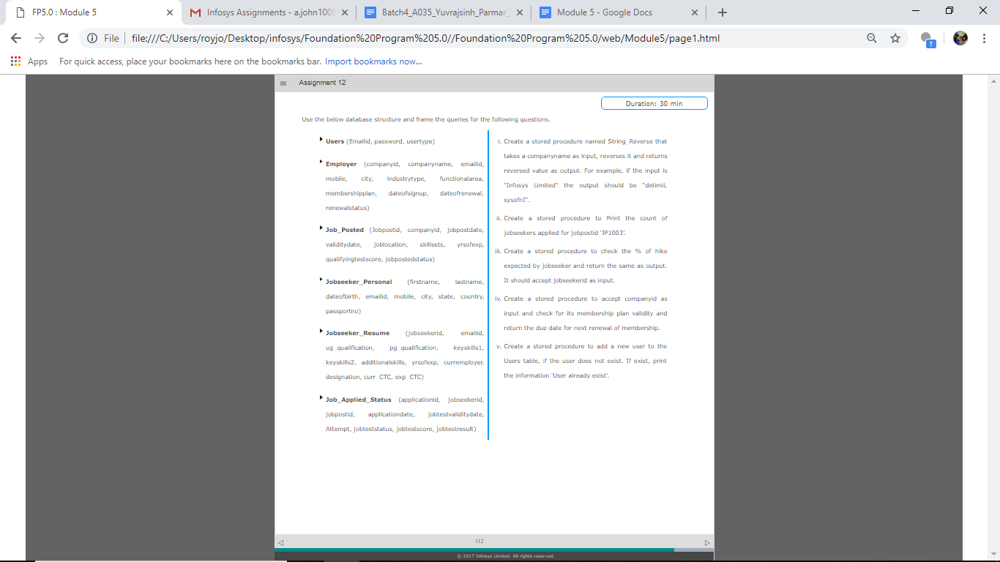 FP5.0 : Module 5
Infosys Assignments - a.john1009
Batch4_A035_Yuvrajsinh_Parmar_
Module 5 - Google Docs
File
file:///C:/Users/royjo/Desktop/infosys/Foundation%20Program%205.0//Foundation%20Program%205.0/web/Module5/page1.html
Apps
For quick access, place your bookmarks here on the bookmarks bar. Import bookmarks now...
Assignment 12
Duration: 30 min
Use the below database structure and frame the queries for the following questions.
Users (Emailid, password, usertype)
Employer (companyid, companyname, emailid,
mobile, city, industrytype, functionalarea,
membershipplan, dateofsignup, dateofrenewal,
renewalstatus)
Job_Posted (Jobpostid, companyid, jobpostdate,
validitydate, joblocation, skillsets, yrsofexp,
qualifyingtestscore, jobpostedstatus)
Jobseeker_Personal (firstname, lastname,
dateofbirth, emailid, mobile, city, state, country,
passportno)
Jobseeker_Resume (jobseekerid, emailid,
ug_qualification, pg_qualification, keyskills1,
keyskills2, additionalskills, yrsofexp, curremployer,
designation, curr_CTC, exp_CTC)
Job_Applied_Status (applicationid, jobseekerid,
jobpostid, applicationdate, jobtestvaliditydate,
Attempt, jobteststatus, jobtestscore, jobtestresult)
i. Create a stored procedure named String_Reverse that
takes a companyname as input, reverses it and returns
reversed value as output. For example, if the input is
"Infosys Limited" the output should be "detimiL
sysofnI".
ii. Create a stored procedure to Print the count of
jobseekers applied for jobpostid 'JP1003'.
iii. Create a stored procedure to check the % of hike
expected by jobseeker and return the same as output.
It should accept jobseekerid as input.
iv. Create a stored procedure to accept companyid as
input and check for its membership plan validity and
return the due date for next renewal of membership.
v. Create a stored procedure to add a new user to the
Users table, if the user does not exist. If exist, print
the information 'User already exist'.
112
© 2017 Infosys Limited. All rights reserved.